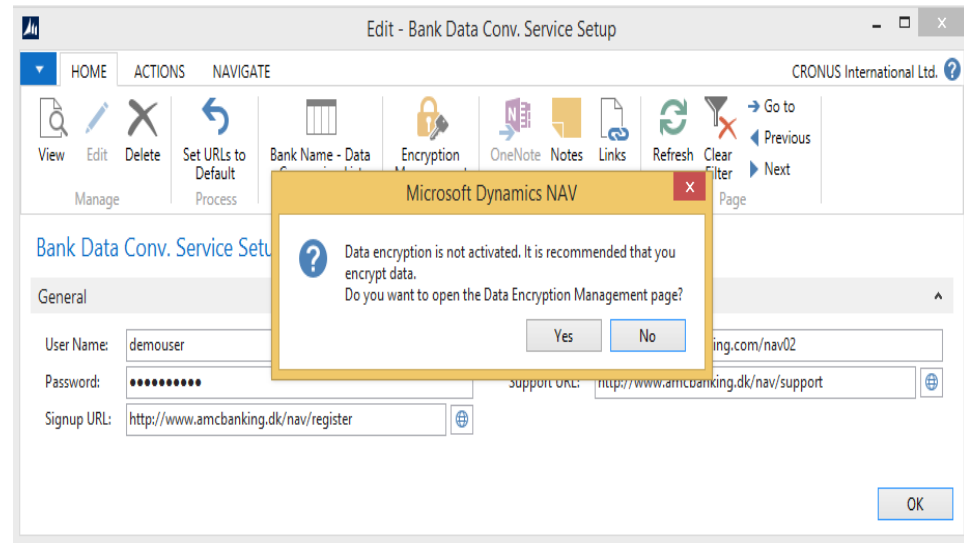 Edit - Bank Data Conv. Service Setup
HOME ACTIONS NAVIGATE CRONUS International Ltd.
View Edit Delete Set URLs to Default Bank Name - Data Encryption OneNote Notes Links Refresh Clear Filter Go to
Previous
Next
Manage Process Page
Microsoft Dynamics NAV
Data encryption is not activated. It is recommended that you
encrypt data.
Do you want to open the Data Encryption Management page?
Yes No
Bank Data Conv. Service Setu
General
User Name: demouser ing.com/nav02
Password: ●●●●●●●●●● Support URL: http://www.amcbanking.dk/nav/support
Signup URL: http://www.amcbanking.dk/nav/register
OK